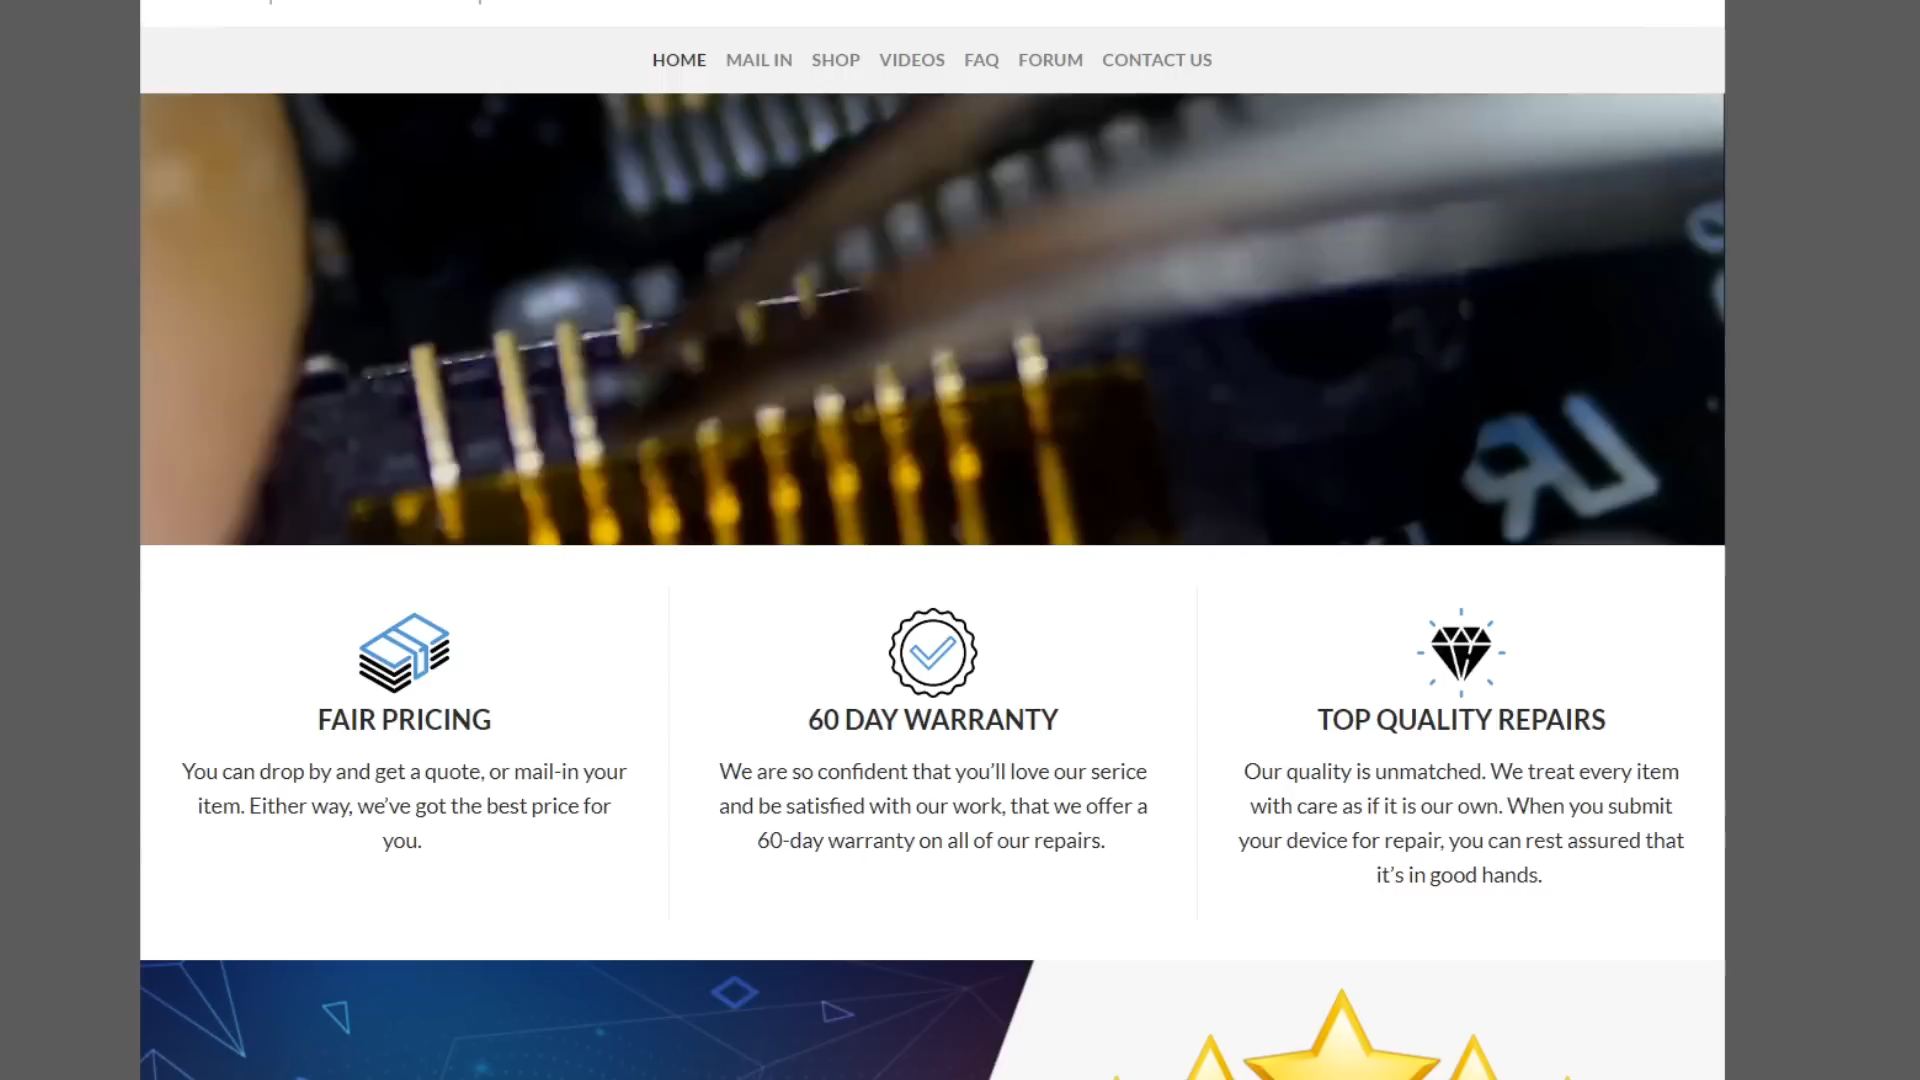 HOME MAIL IN SHOP VIDEOS FAQ FORUM CONTACT US
FAIR PRICING
You can drop by and get a quote, or mail-in your
item. Either way, we’ve got the best price for
you.
60 DAY WARRANTY
We are so confident that you’ll love our serice
and be satisfied with our work, that we offer a
60-day warranty on all of our repairs.
TOP QUALITY REPAIRS
Our quality is unmatched. We treat every item
with care as if it is our own. When you submit
your device for repair, you can rest assured that
it’s in good hands.